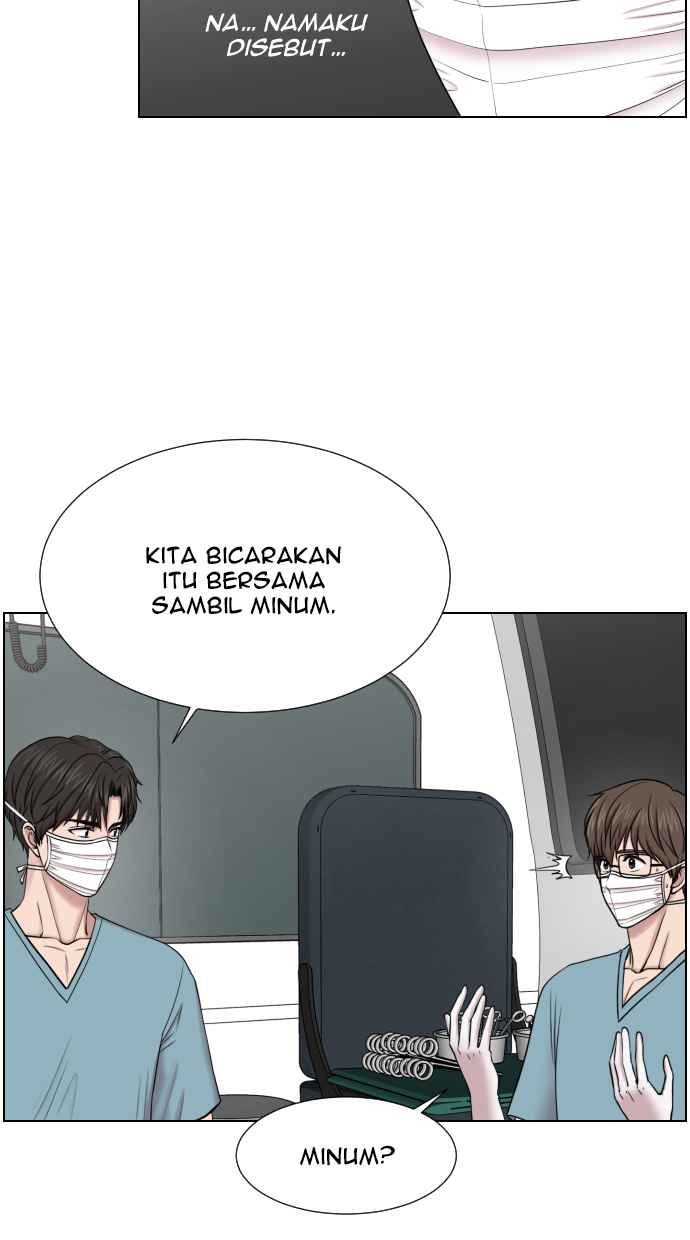 NA... NAMAKU
DISEBUT...
KITA BICARAKAN
ITU BERSAMA
SAMBIL MINUM.
MINUM?